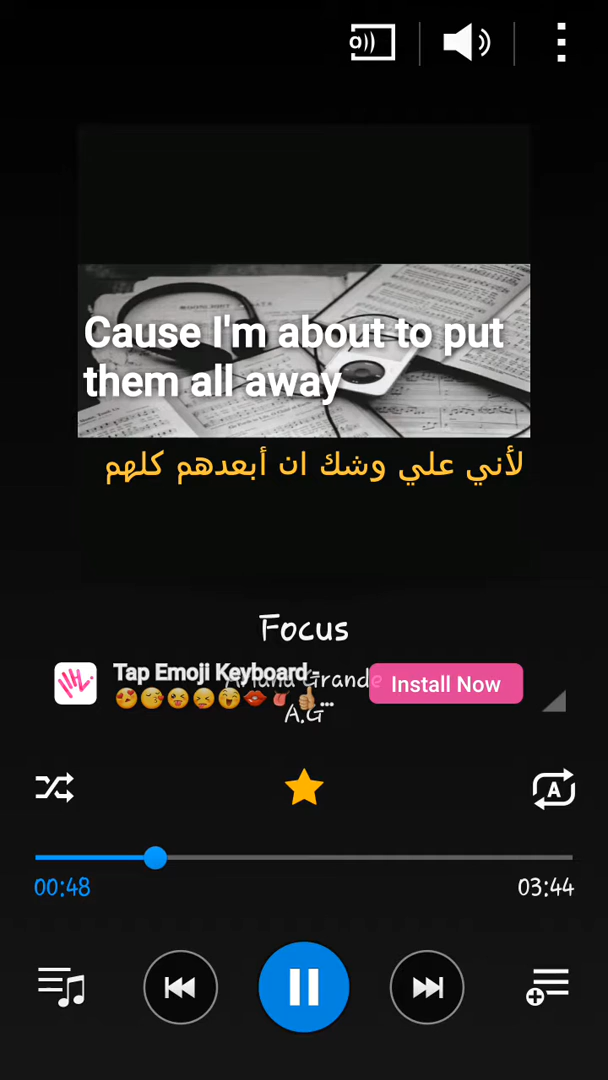 Cause I'm about to put
them all away
لأني علي وشك ان أبعدهم كلهم
Focus
Tap Emoji Keyboard -
Ariana Grande
Install Now
😍😘😜😝😄💋👅👍...
A.G
A
00:48
03:44